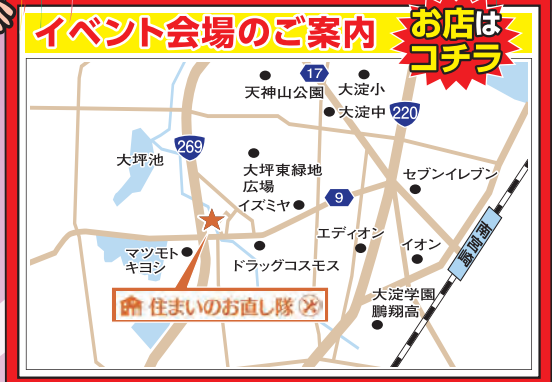 イベント会場のご案内
お店は
コチラ
17
天神山公園
大淀小
大淀中
220
269
大坪池
大坪東緑地
広場
セブンイレブン
イズミヤ
9
エディオン
イオン
南宮崎
マツモト
キヨシ
ドラッグコスモス
住まいのお直し隊
大淀学園
鵬翔高